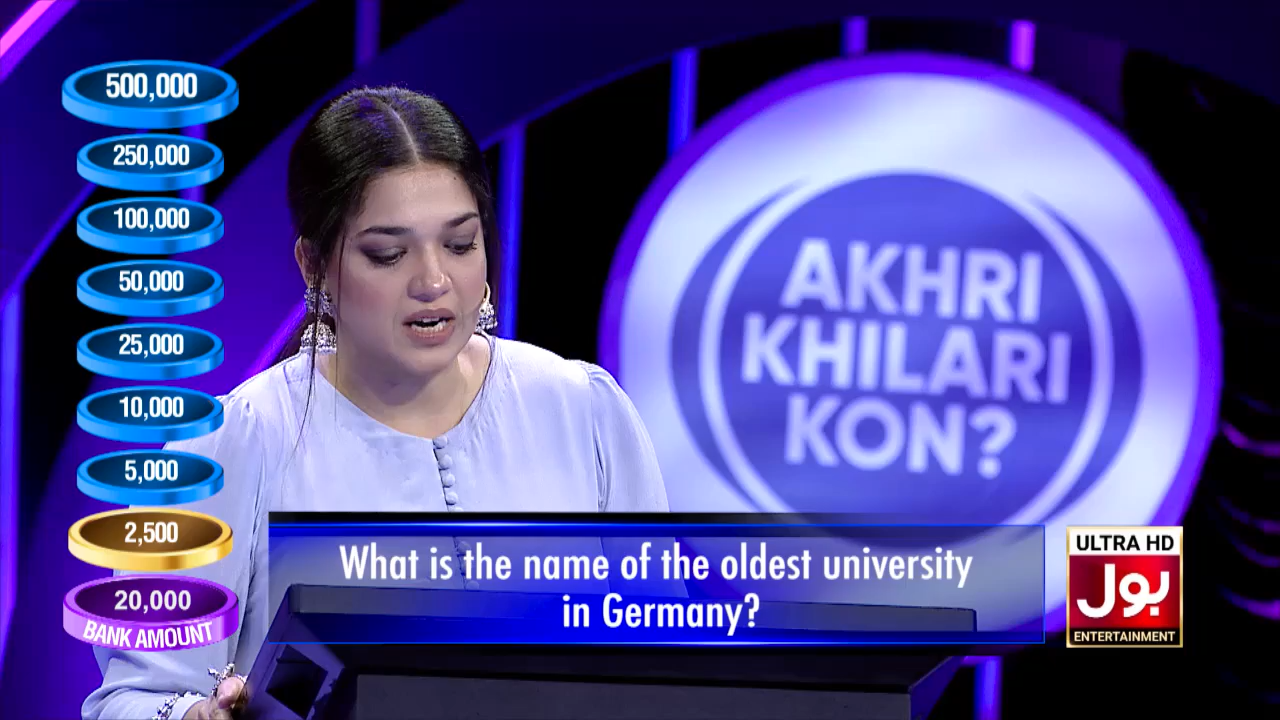 500,000
250,000
100,000
50,000
25,000
10,000
5,000
2,500
20,000
BANK AMOUNT
AKHRI
KHILARI
KON?
What is the name of the oldest university
in Germany?
ULTRA HD
بول
ENTERTAINMENT